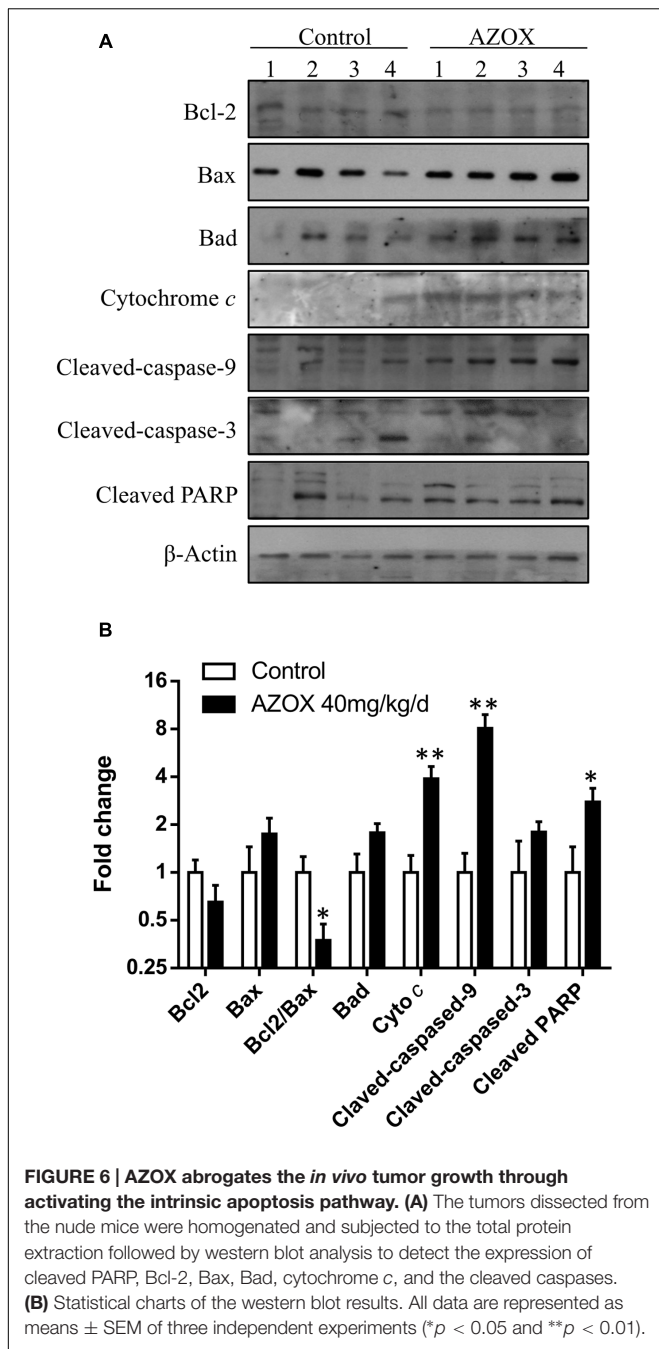 A
Control AZOX
1 2 3 4 1 2 3 4
Bcl-2
Bax
Bad
Cytochrome c
Cleaved-caspase-9
Cleaved-caspase-3
Cleaved PARP
β-Actin
B
Control
AZOX 40mg/kg/d
Fold change
16
8
4
2
1
0.5
0.25
*
**
**
*
Bcl2
Bax
Bcl2/Bax
Bad
Cyto c
Claved-caspased-9
Claved-caspased-3
Cleaved PARP
FIGURE 6 | AZOX abrogates the in vivo tumor growth through
activating the intrinsic apoptosis pathway. (A) The tumors dissected from
the nude mice were homogenated and subjected to the total protein
extraction followed by western blot analysis to detect the expression of
cleaved PARP, Bcl-2, Bax, Bad, cytochrome c, and the cleaved caspases.
(B) Statistical charts of the western blot results. All data are represented as
means ± SEM of three independent experiments (*p < 0.05 and **p < 0.01).